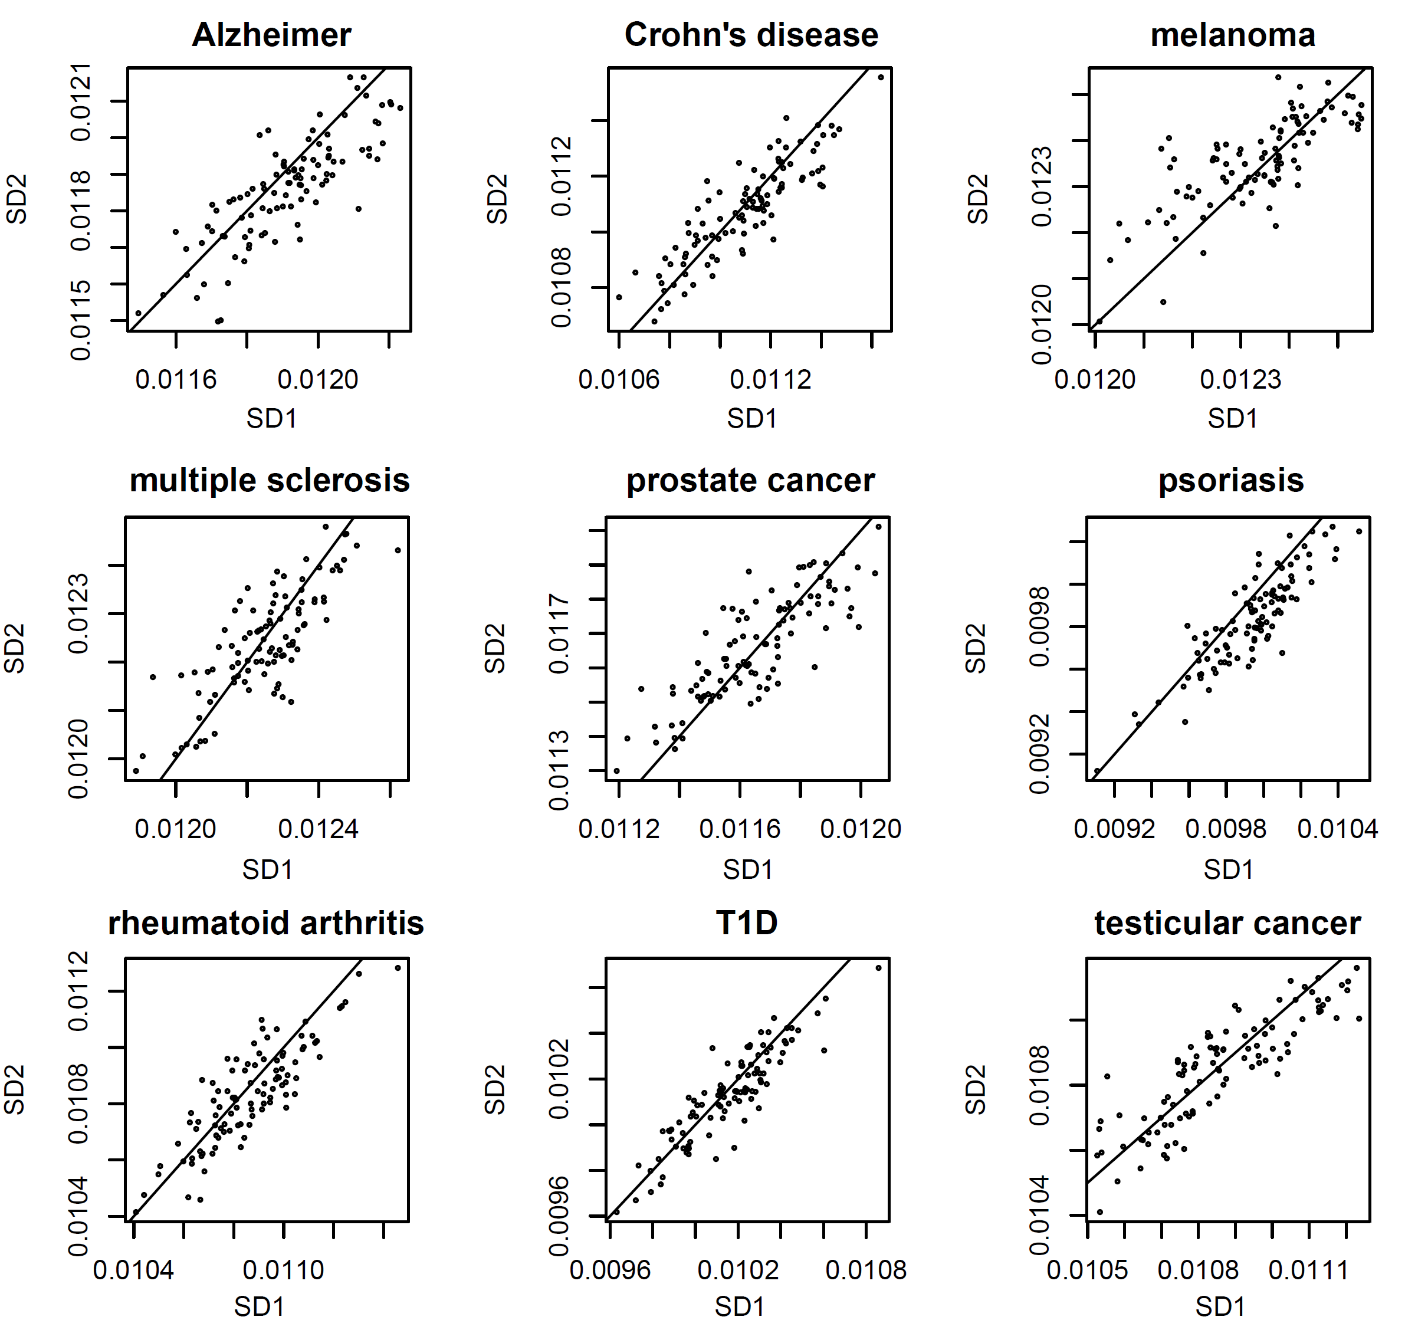 Alzheimer
0.0115 0.0118 0.0121
SD2
0.0116 0.0120
SD1
Crohn's disease
0.0108 0.0112
SD2
0.0106 0.0112
SD1
melanoma
0.0120 0.0123
SD2
0.0120 0.0123
SD1
multiple sclerosis
0.0120 0.0123
SD2
0.0120 0.0124
SD1
prostate cancer
0.0113 0.0117
SD2
0.0112 0.0116 0.0120
SD1
psoriasis
0.0092 0.0098
SD2
0.0092 0.0098 0.0104
SD1
rheumatoid arthritis
0.0104 0.0108 0.0112
SD2
0.0104 0.0110
SD1
T1D
0.0096 0.0102
SD2
0.0096 0.0102 0.0108
SD1
testicular cancer
0.0104 0.0108
SD2
0.0105 0.0108 0.0111
SD1